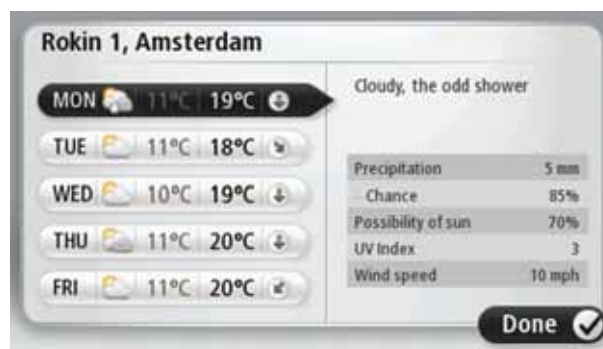 Rokin 1, Amsterdam
MON 11°C 19°C
TUE 11°C 18°C
WED 10°C 19°C
THU 11°C 20°C
FRI 11°C 20°C
Cloudy, the odd shower
Precipitation 5 mm
Chance 85%
Possibility of sun 70%
UV Index 3
Wind speed 10 mph
Done